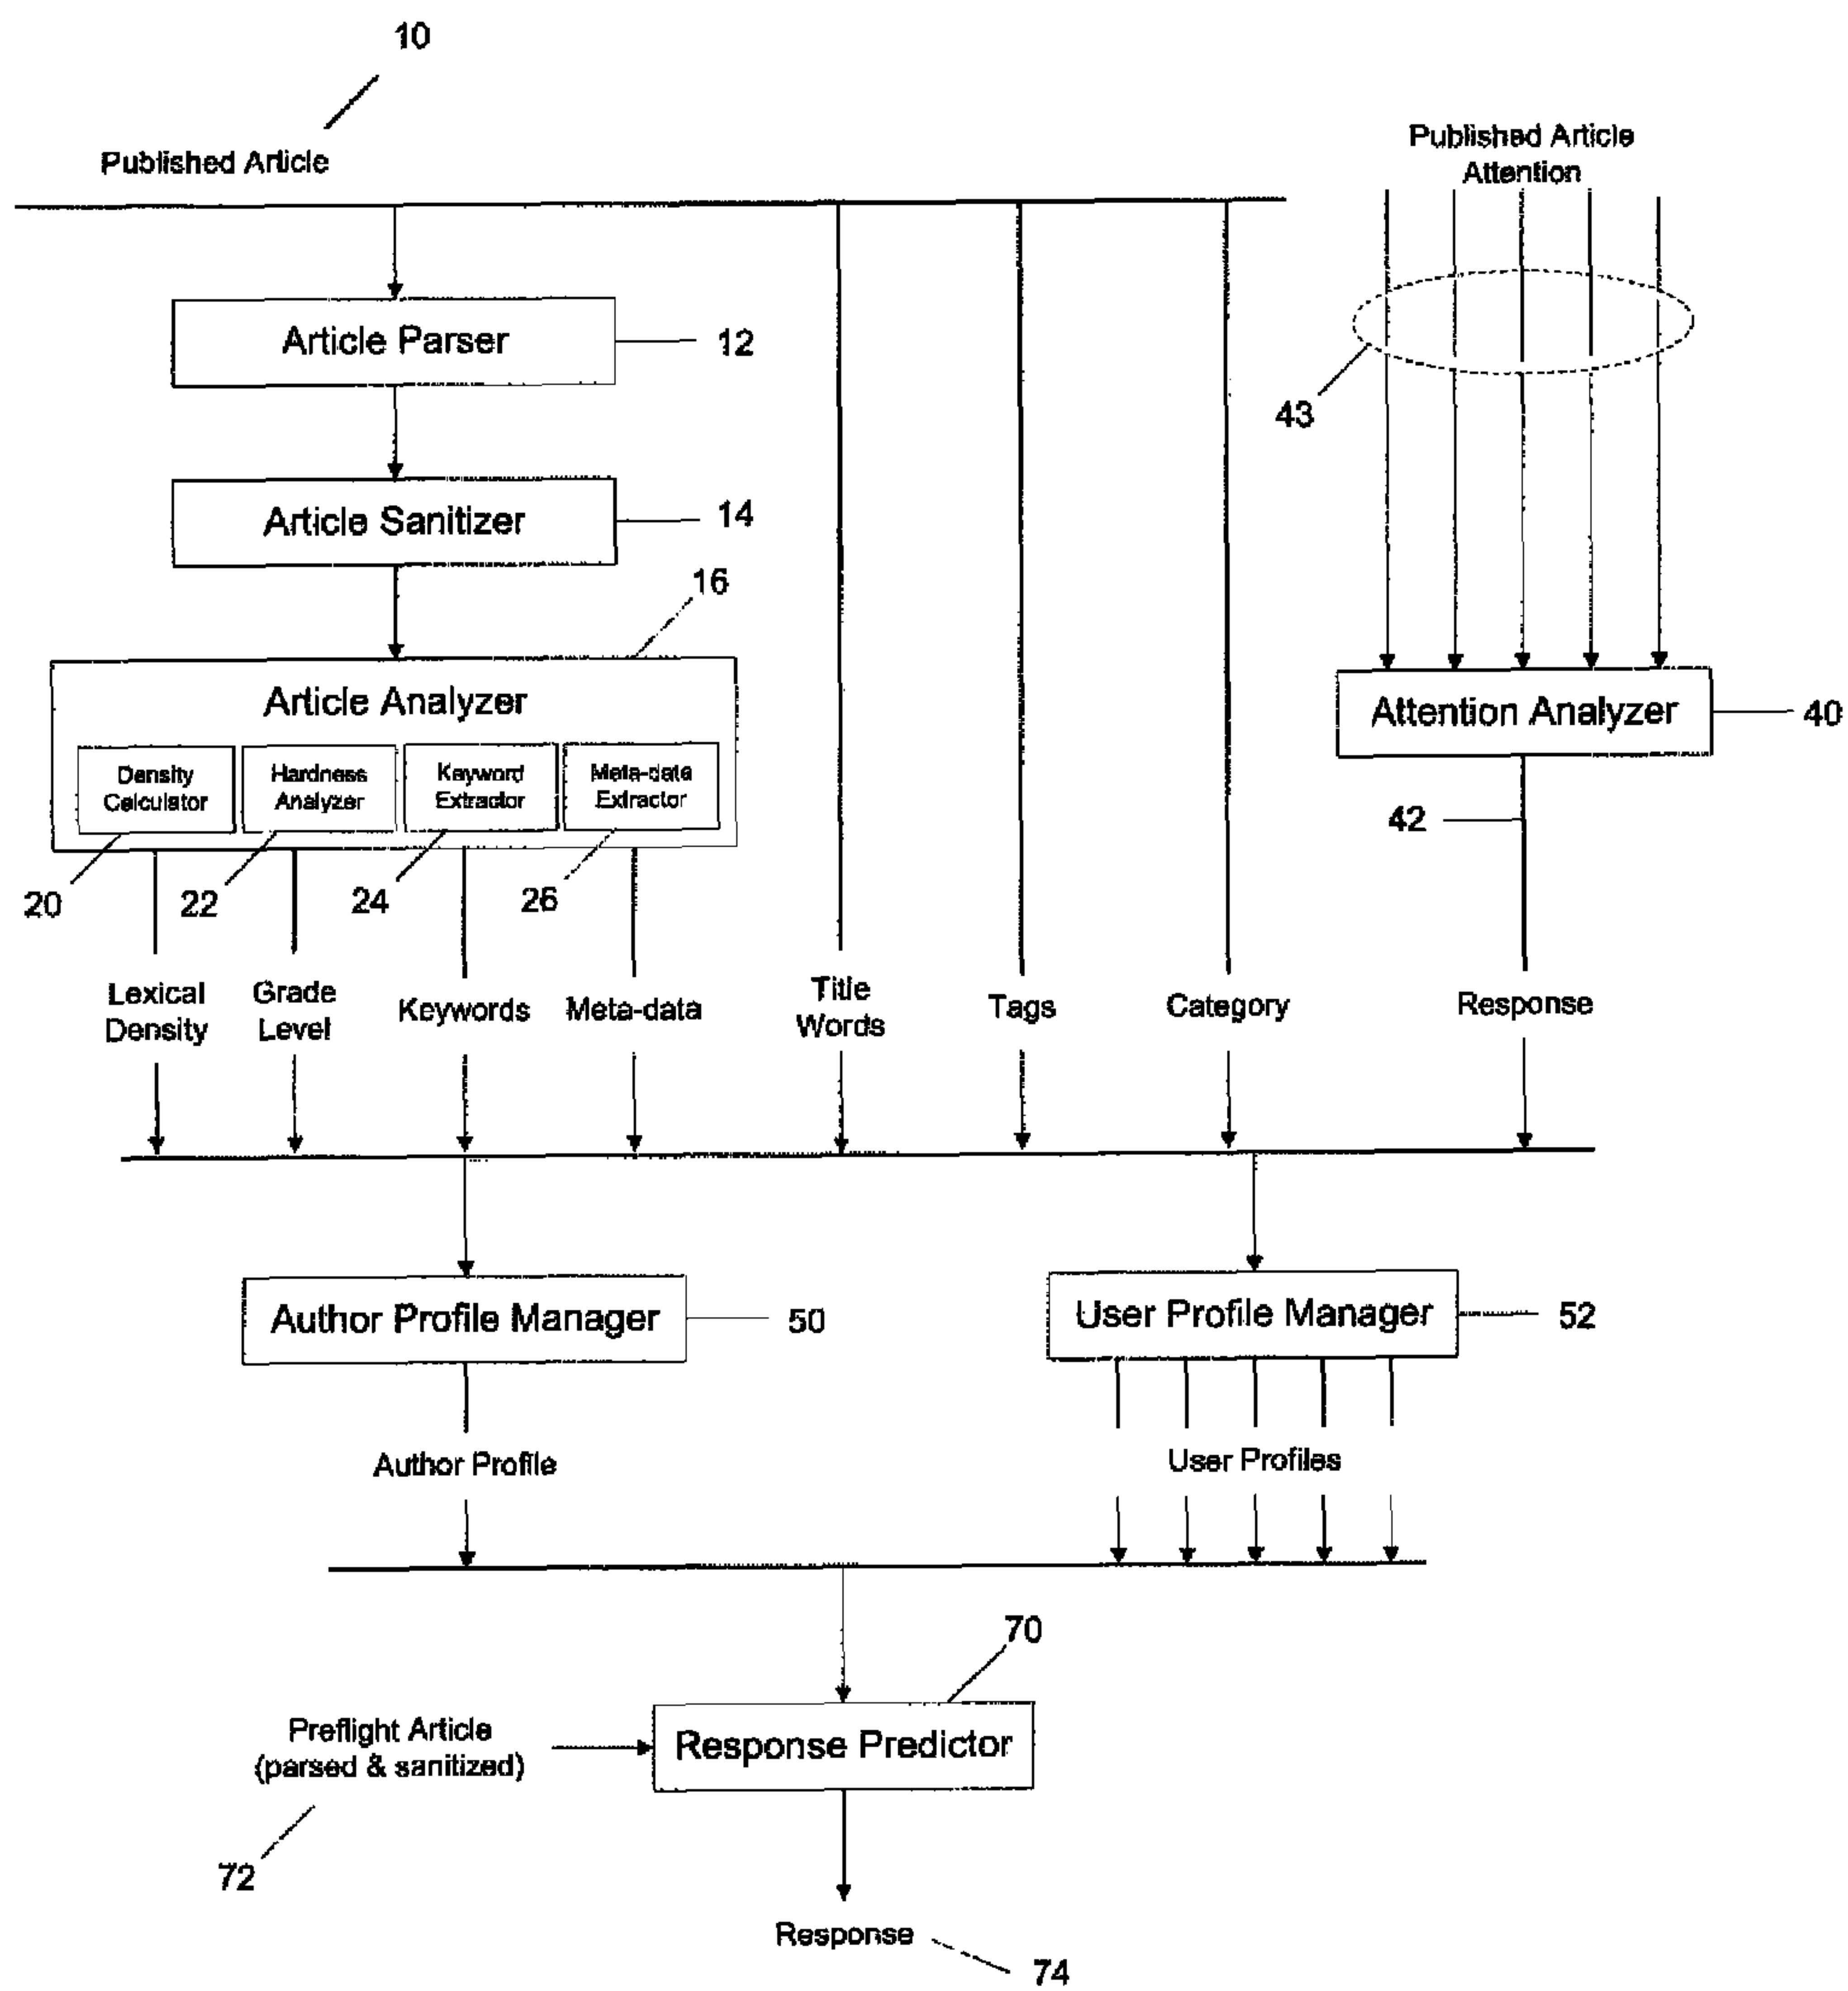 10
Published Article
Published Article
Attention
Article Parser
12
43
Article Sanitizer
14
16
Article Analyzer
Attention Analyzer
40
Density
Calculator
Hardness
Analyzer
Keyword
Extractor
Meta-data
Extractor
42
20
22
24
26
Lexical
Density
Grade
Level
Keywords
Meta-data
Title
Words
Tags
Category
Response
Author Profile Manager
50
User Profile Manager
52
Author Profile
User Profiles
70
Preflight Article
(parsed & sanitized)
Response Predictor
72
Response
74